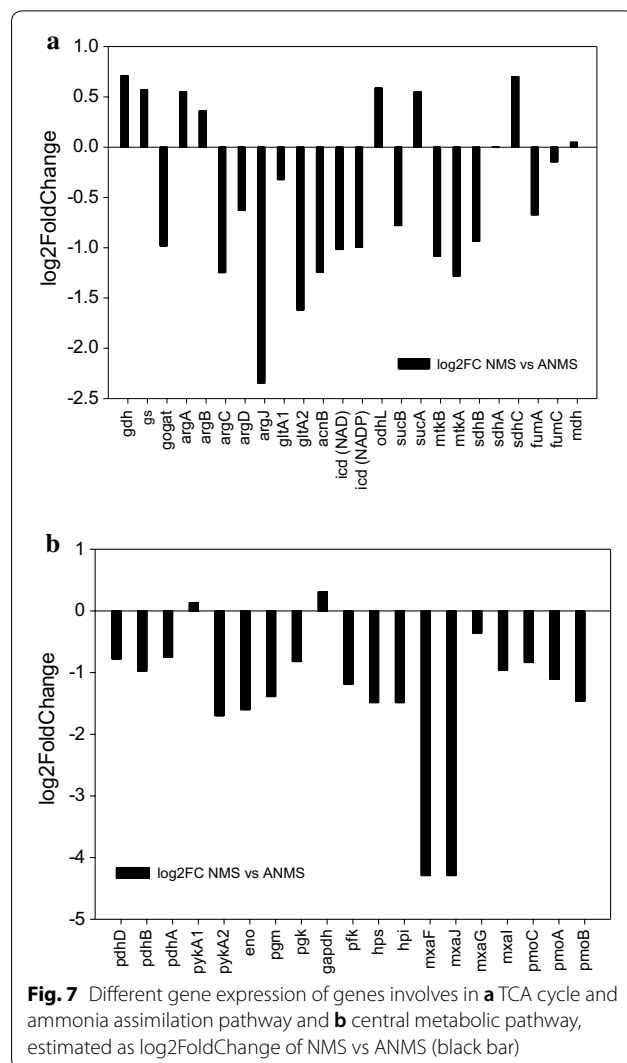 a
1.0
0.5
0.0
-0.5
-1.0
-1.5
-2.0
-2.5
log2FoldChange
log2FC NMS vs ANMS
gdh
gs
gogat
argA
argB
argC
argD
argJ
gltA1
gltA2
acnB
icd (NAD)
icd (NADP)
odhL
sucB
sucA
mtkB
mtkA
sdhB
sdhA
sdhC
fumA
fumC
mdh
b
1
0
-1
-2
-3
-4
-5
log2FoldChange
log2FC NMS vs ANMS
pdhD
pdhB
pdhA
pykA1
pykA2
eno
pgm
pgk
gapdh
pfk
hps
hpi
mxaF
mxaJ
mxaG
mxaI
pmoC
pmoA
pmoB
Fig. 7 Different gene expression of genes involves in a TCA cycle and
ammonia assimilation pathway and b central metabolic pathway,
estimated as log2FoldChange of NMS vs ANMS (black bar)